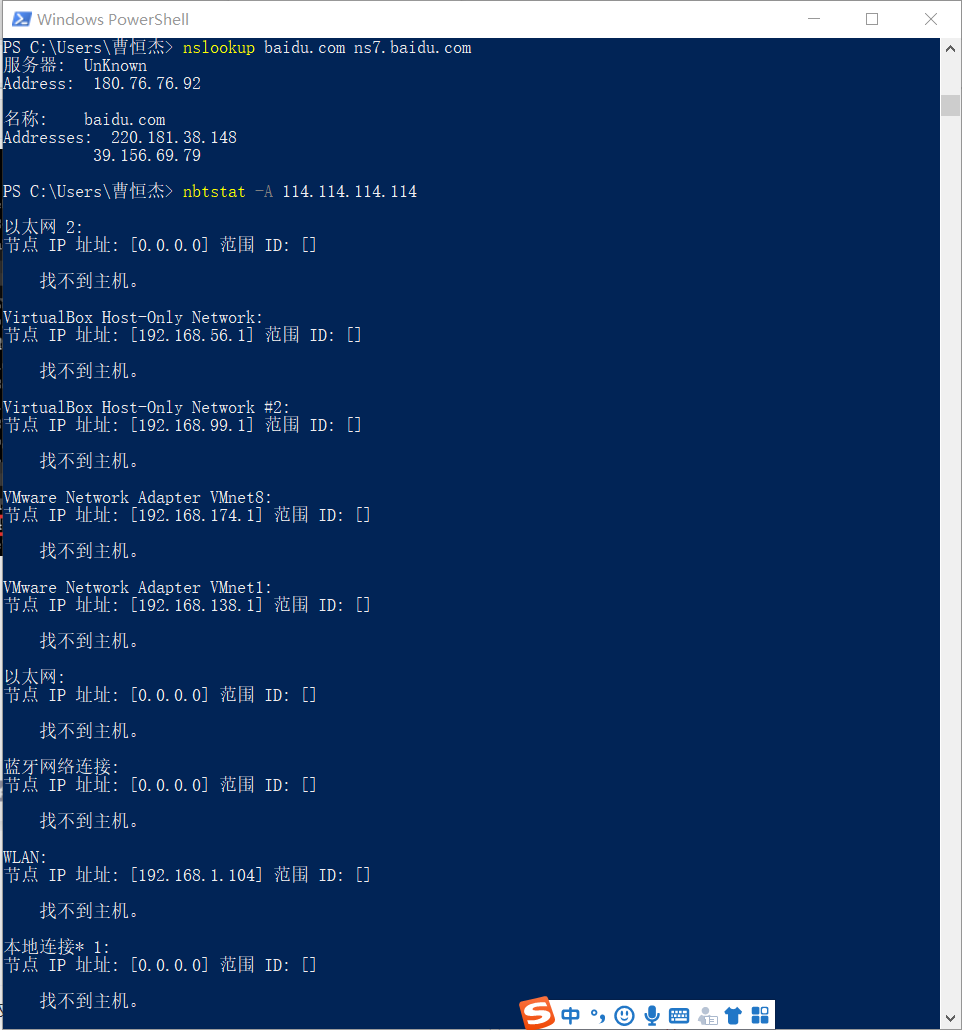 Windows PowerShell
PS C:\Users\曹恒杰> nslookup baidu.com ns7.baidu.com
服务器:  UnKnown
Address:  180.76.76.92
名称:    baidu.com
Addresses:  220.181.38.148
39.156.69.79
PS C:\Users\曹恒杰> nbtstat -A 114.114.114.114
以太网 2:
节点 IP 址址: [0.0.0.0] 范围 ID: []
找不到主机。
VirtualBox Host-Only Network:
节点 IP 址址: [192.168.56.1] 范围 ID: []
找不到主机。
VirtualBox Host-Only Network #2:
节点 IP 址址: [192.168.99.1] 范围 ID: []
找不到主机。
VMware Network Adapter VMnet8:
节点 IP 址址: [192.168.174.1] 范围 ID: []
找不到主机。
VMware Network Adapter VMnet1:
节点 IP 址址: [192.168.138.1] 范围 ID: []
找不到主机。
以太网:
节点 IP 址址: [0.0.0.0] 范围 ID: []
找不到主机。
蓝牙网络连接:
节点 IP 址址: [0.0.0.0] 范围 ID: []
找不到主机。
WLAN:
节点 IP 址址: [192.168.1.104] 范围 ID: []
找不到主机。
本地连接* 1:
节点 IP 址址: [0.0.0.0] 范围 ID: []
找不到主机。
S 中